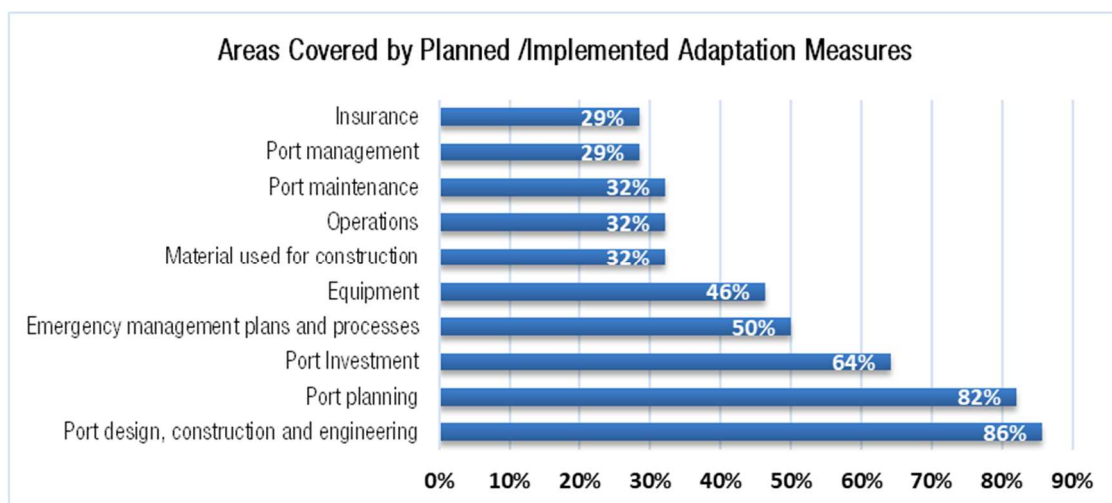 Areas Covered by Planned /Implemented Adaptation Measures
Insurance 29%
Port management 29%
Port maintenance 32%
Operations 32%
Material used for construction 32%
Equipment 46%
Emergency management plans and processes 50%
Port Investment 64%
Port planning 82%
Port design, construction and engineering 86%
0% 10% 20% 30% 40% 50% 60% 70% 80% 90%